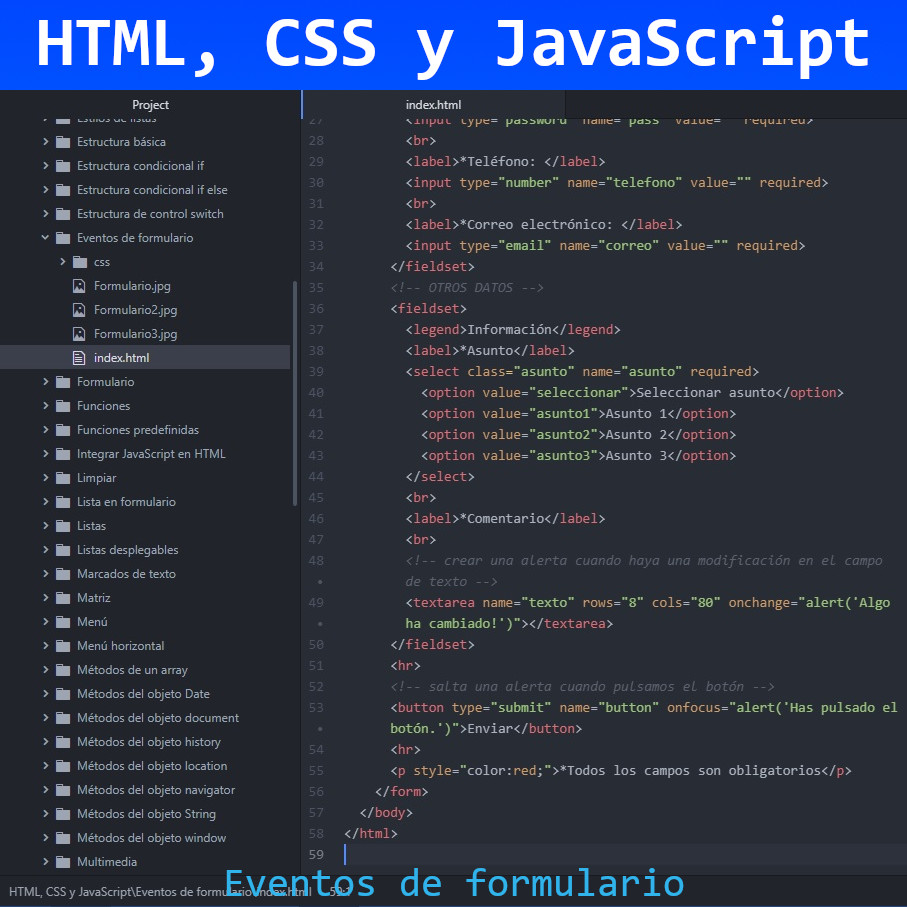 HTML, CSS y JavaScript
Project
Estilos de listas
Estructura básica
Estructura condicional if
Estructura condicional if else
Estructura de control switch
Eventos de formulario
css
Formulario.jpg
Formulario2.jpg
Formulario3.jpg
index.html
Formulario
Funciones
Funciones predefinidas
Integrar JavaScript en HTML
Limpiar
Lista en formulario
Listas
Listas desplegables
Marcados de texto
Matriz
Menú
Menú horizontal
Métodos de un array
Métodos del objeto Date
Métodos del objeto document
Métodos del objeto history
Métodos del objeto location
Métodos del objeto navigator
Métodos del objeto String
Métodos del objeto window
Multimedia
index.html
27 <input type="password" name="pass" value="" required>
28 <br>
29 <label>*Teléfono: </label>
30 <input type="number" name="telefono" value="" required>
31 <br>
32 <label>*Correo electrónico: </label>
33 <input type="email" name="correo" value="" required>
34 </fieldset>
35 <!-- OTROS DATOS -->
36 <fieldset>
37 <legend>Información</legend>
38 <label>*Asunto</label>
39 <select class="asunto" name="asunto" required>
40 <option value="seleccionar">Seleccionar asunto</option>
41 <option value="asunto1">Asunto 1</option>
42 <option value="asunto2">Asunto 2</option>
43 <option value="asunto3">Asunto 3</option>
44 </select>
45 <br>
46 <label>*Comentario</label>
47 <br>
48 <!-- crear una alerta cuando haya una modificación en el campo
• de texto -->
49 <textarea name="texto" rows="8" cols="80" onchange="alert('Algo
• ha cambiado!')"></textarea>
50 </fieldset>
51 <hr>
52 <!-- salta una alerta cuando pulsamos el botón -->
53 <button type="submit" name="button" onfocus="alert('Has pulsado el
• botón.')">Enviar</button>
54 <hr>
55 <p style="color:red;">*Todos los campos son obligatorios</p>
56 </form>
57 </body>
58 </html>
59
HTML, CSS y JavaScript\Eventos de formulario\index.html 59:1
Eventos de formulario